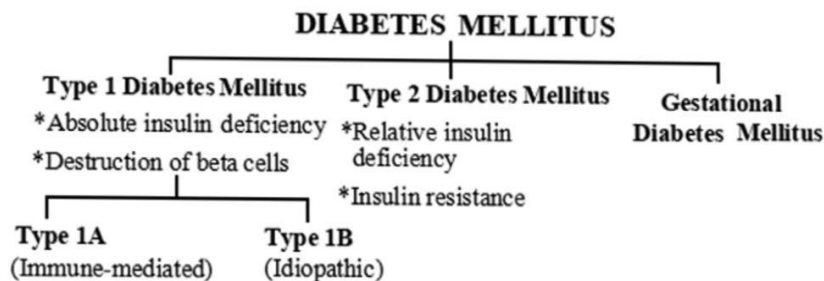 DIABETES MELLITUS
Type 1 Diabetes Mellitus
*Absolute insulin deficiency
*Destruction of beta cells
Type 1A
(Immune-mediated)
Type 1B
(Idiopathic)
Type 2 Diabetes Mellitus
*Relative insulin
deficiency
*Insulin resistance
Gestational
Diabetes Mellitus